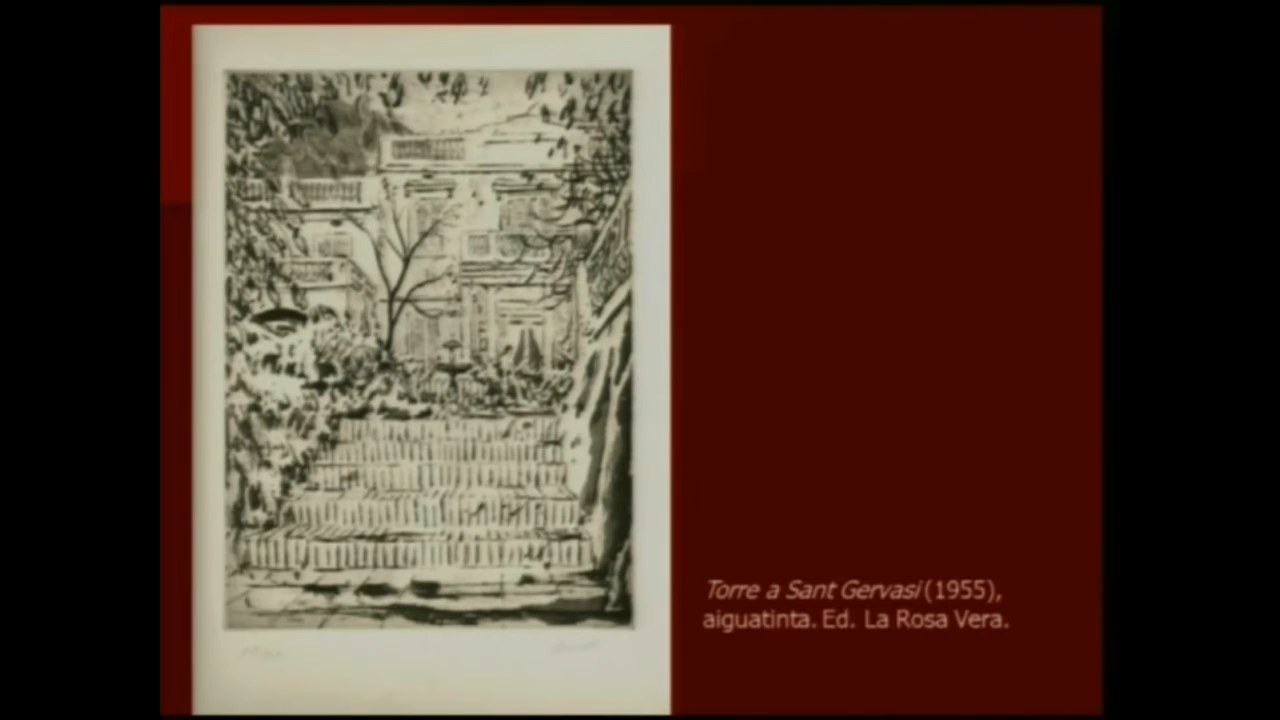 Torre a Sant Gervasi (1955),
aiguatinta. Ed. La Rosa Vera.